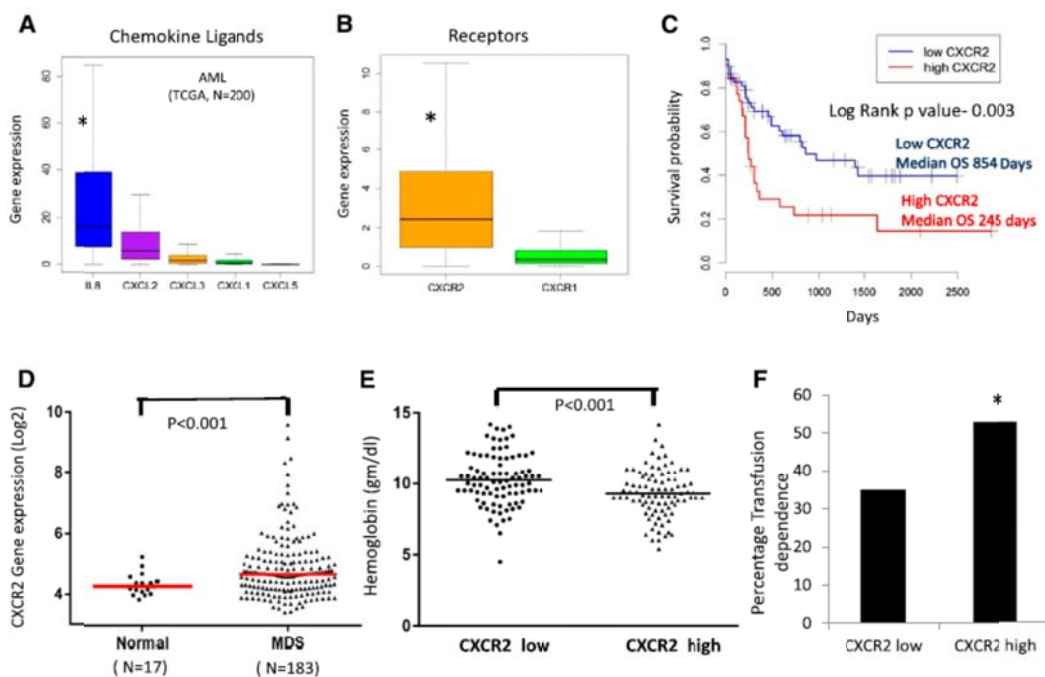 A
Chemokine Ligands
AML
(TCGA, N=200)
*
Gene expression
80
60
40
20
0
IL8 CXCL2 CXCL3 CXCL1 CXCL5
B
Receptors
*
Gene expression
10
8
6
4
2
0
CXCR2 CXCR1
C
low CXCR2
high CXCR2
Log Rank p value- 0.003
Low CXCR2
Median OS 854 Days
High CXCR2
Median OS 245 days
Survival probability
1.0
0.8
0.6
0.4
0.2
0.0
0 500 1000 1500 2000 2500
Days
D
P<0.001
CXCR2 Gene expression (Log2)
10
8
6
4
Normal MDS
( N=17) (N=183)
E
P<0.001
Hemoglobin (gm/dl)
15
10
5
0
CXCR2 low CXCR2 high
F
*
Percentage Transfusion
dependence
60
50
40
30
20
10
0
CXCR2 low CXCR2 high